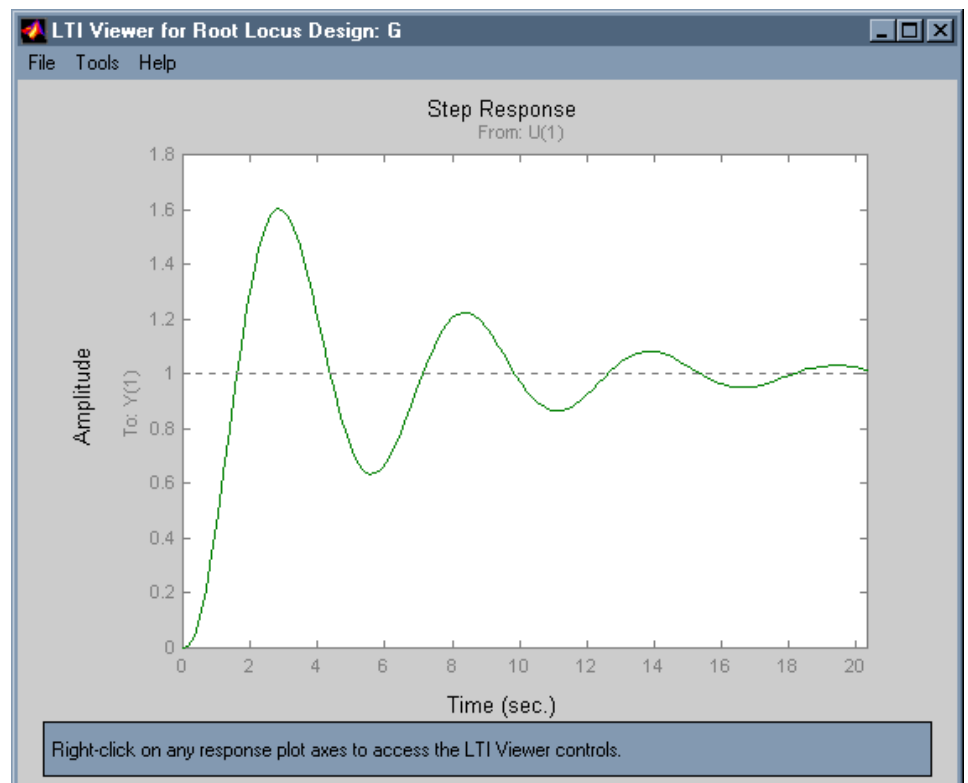 LTI Viewer for Root Locus Design: G
File Tools Help
Step Response
From: U(1)
1.8
1.6
1.4
1.2
1
0.8
0.6
0.4
0.2
0
Amplitude
To: Y(1)
0 2 4 6 8 10 12 14 16 18 20
Time (sec.)
Right-click on any response plot axes to access the LTI Viewer controls.